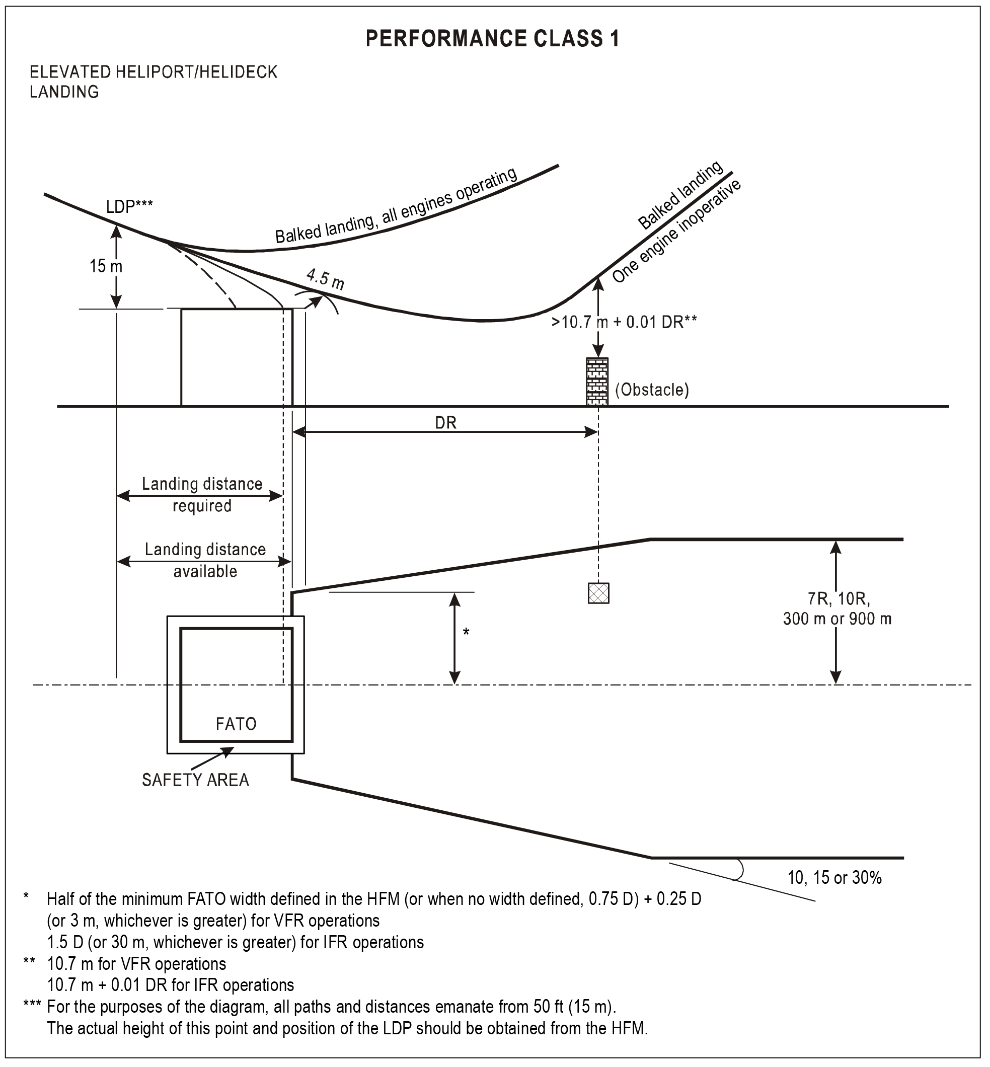 PERFORMANCE CLASS 1
ELEVATED HELIPORT/HELIDECK
LANDING
LDP***
Balked landing, all engines operating
Balked landing
One engine inoperative
15 m
4.5 m
>10.7 m + 0.01 DR**
(Obstacle)
DR
Landing distance
required
Landing distance
available
7R, 10R,
300 m or 900 m
*
FATO
SAFETY AREA
10, 15 or 30%
* Half of the minimum FATO width defined in the HFM (or when no width defined, 0.75 D) + 0.25 D
(or 3 m, whichever is greater) for VFR operations
1.5 D (or 30 m, whichever is greater) for IFR operations
** 10.7 m for VFR operations
10.7 m + 0.01 DR for IFR operations
*** For the purposes of the diagram, all paths and distances emanate from 50 ft (15 m).
The actual height of this point and position of the LDP should be obtained from the HFM.